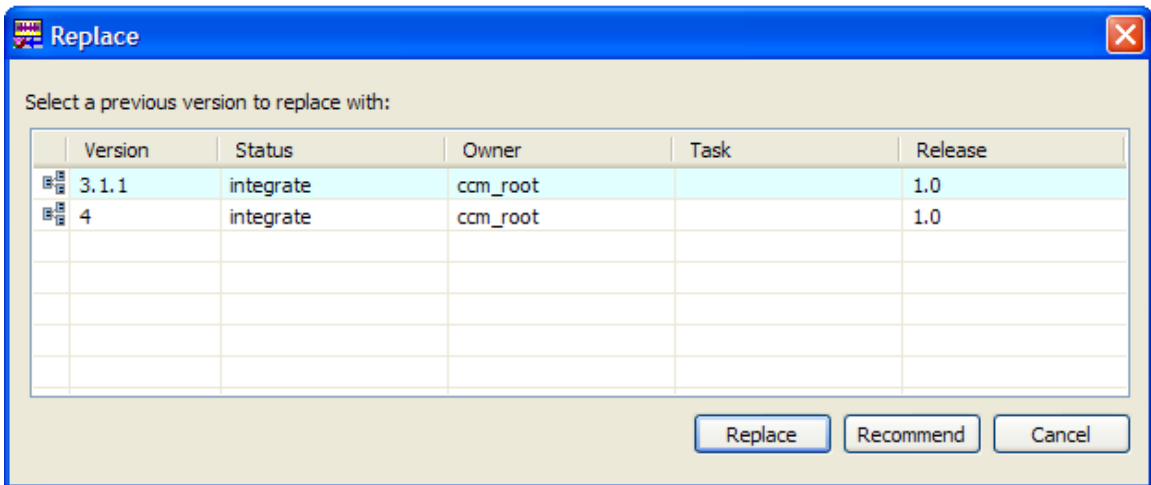 Replace
Select a previous version to replace with:
Version Status Owner Task Release
3.1.1 integrate ccm_root 1.0
4 integrate ccm_root 1.0
Replace Recommend Cancel